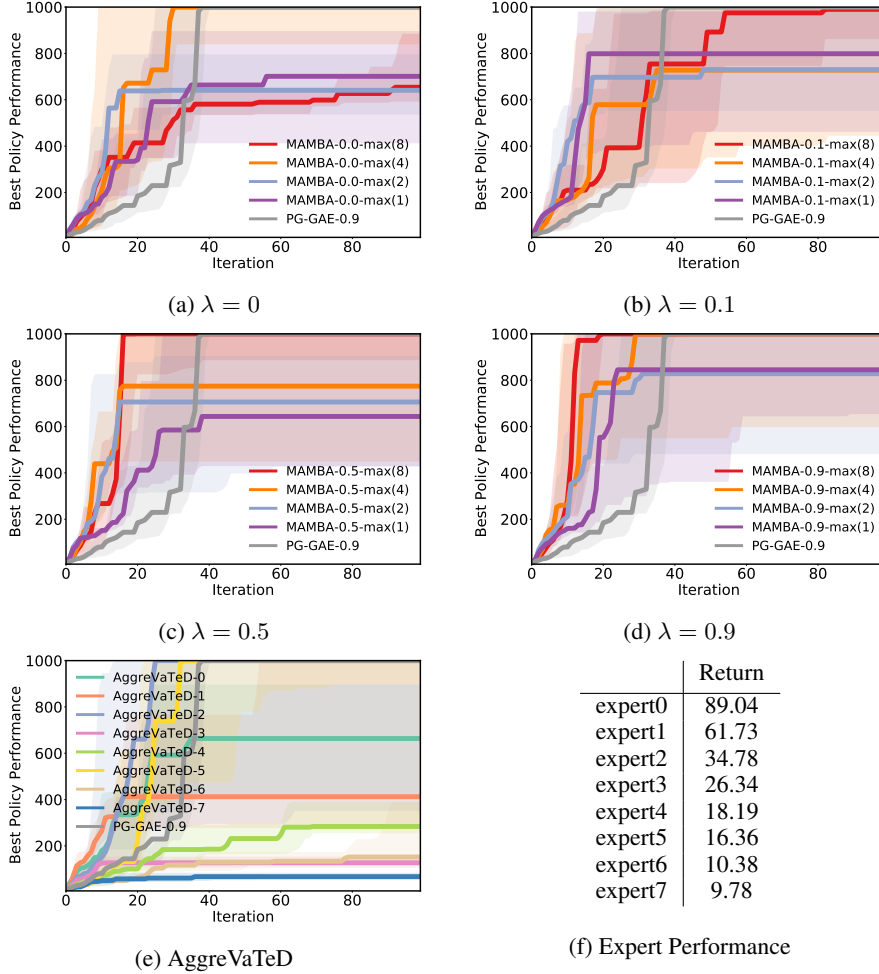 1000
800
600
400
200
0 20 40 60 80
Best Policy Performance
Iteration
MAMBA-0.0-max(8)
MAMBA-0.0-max(4)
MAMBA-0.0-max(2)
MAMBA-0.0-max(1)
PG-GAE-0.9
(a) λ = 0
1000
800
600
400
200
0 20 40 60 80
Best Policy Performance
Iteration
MAMBA-0.1-max(8)
MAMBA-0.1-max(4)
MAMBA-0.1-max(2)
MAMBA-0.1-max(1)
PG-GAE-0.9
(b) λ = 0.1
1000
800
600
400
200
0 20 40 60 80
Best Policy Performance
Iteration
MAMBA-0.5-max(8)
MAMBA-0.5-max(4)
MAMBA-0.5-max(2)
MAMBA-0.5-max(1)
PG-GAE-0.9
(c) λ = 0.5
1000
800
600
400
200
0 20 40 60 80
Best Policy Performance
Iteration
MAMBA-0.9-max(8)
MAMBA-0.9-max(4)
MAMBA-0.9-max(2)
MAMBA-0.9-max(1)
PG-GAE-0.9
(d) λ = 0.9
1000
800
600
400
200
0 20 40 60 80
Best Policy Performance
Iteration
AggreVaTeD-0
AggreVaTeD-1
AggreVaTeD-2
AggreVaTeD-3
AggreVaTeD-4
AggreVaTeD-5
AggreVaTeD-6
AggreVaTeD-7
PG-GAE-0.9
(e) AggreVaTeD
Return
expert0 89.04
expert1 61.73
expert2 34.78
expert3 26.34
expert4 18.19
expert5 16.36
expert6 10.38
expert7 9.78
(f) Expert Performance